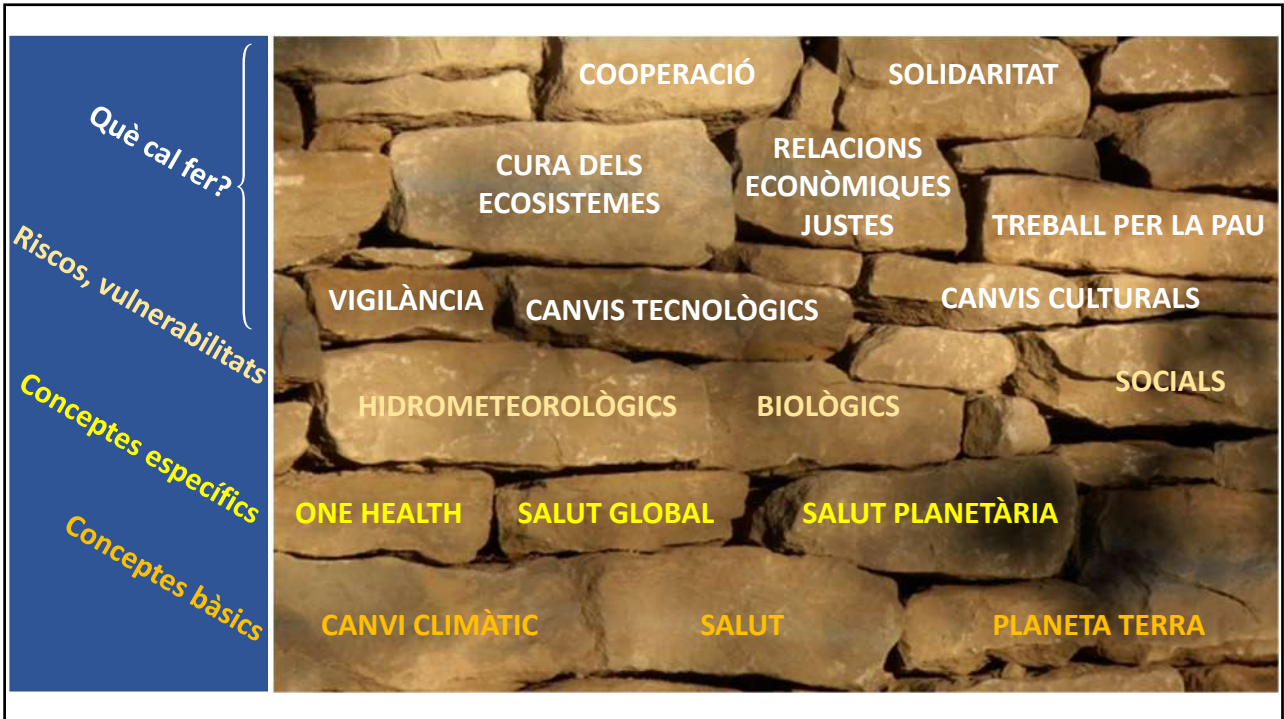 Què cal fer?
Riscos, vulnerabilitats
Conceptes específics
Conceptes bàsics
COOPERACIÓ
SOLIDARITAT
CURA DELS
ECOSISTEMES
RELACIONS
ECONÒMIQUES
JUSTES
TREBALL PER LA PAU
VIGILÀNCIA
CANVIS TECNOLÒGICS
CANVIS CULTURALS
HIDROMETEOROLÒGICS
BIOLÒGICS
SOCIALS
ONE HEALTH
SALUT GLOBAL
SALUT PLANETÀRIA
CANVI CLIMÀTIC
SALUT
PLANETA TERRA